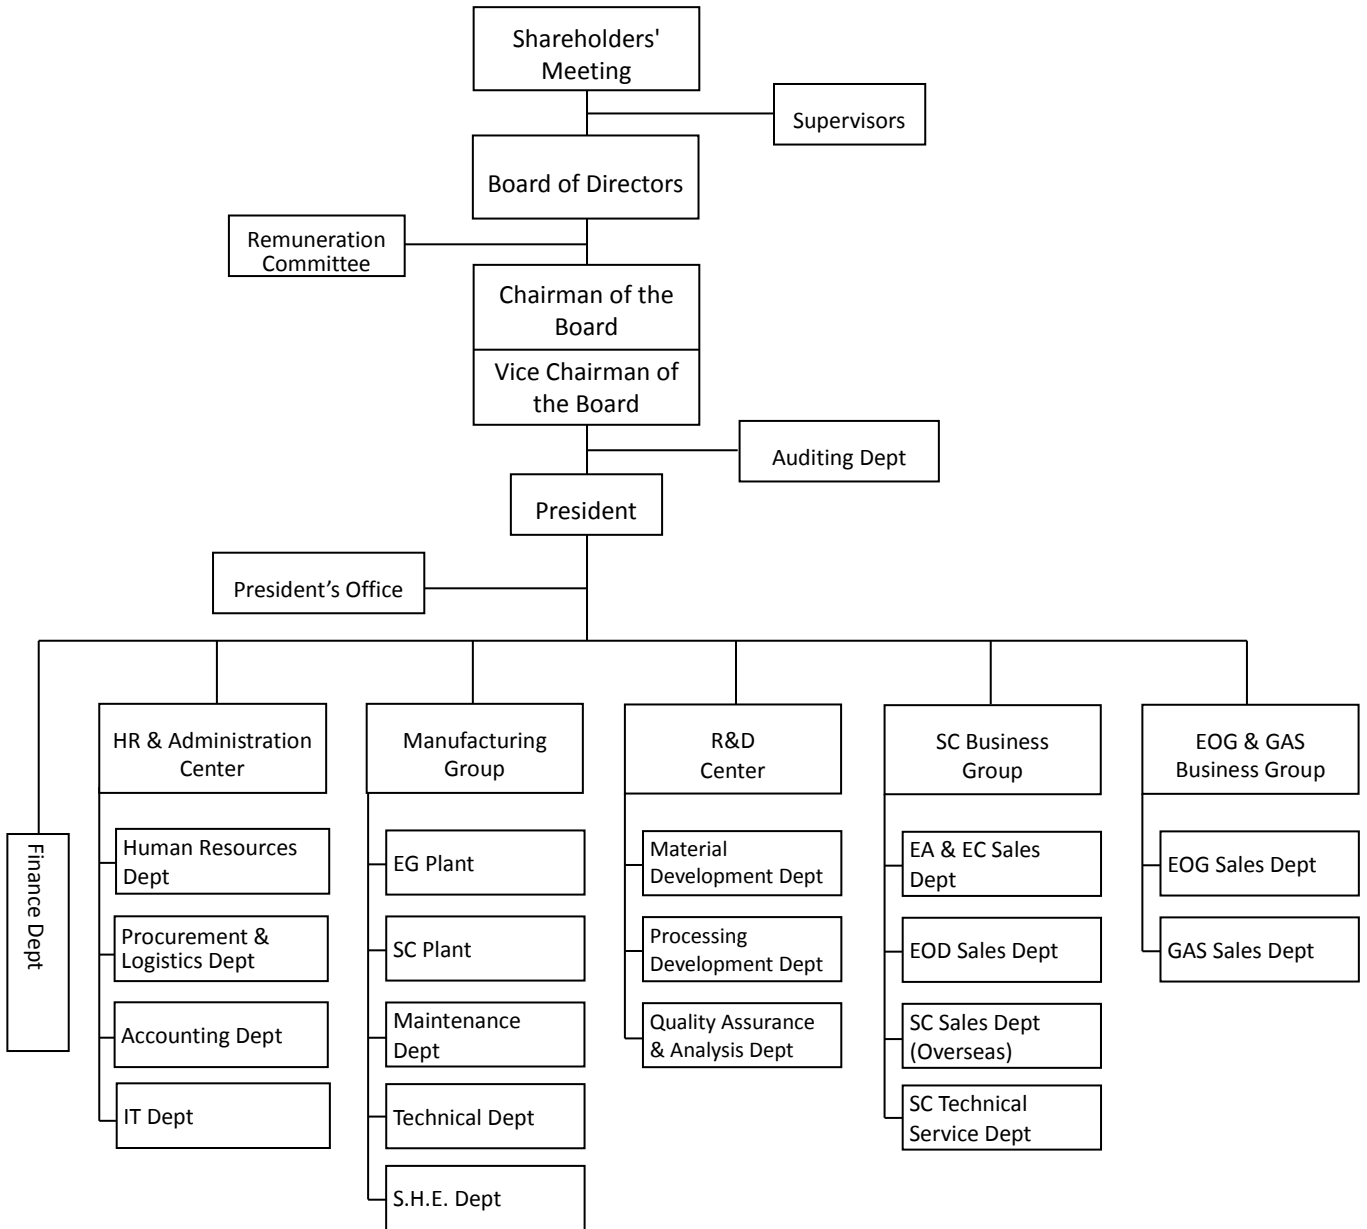 Shareholders'
Meeting
Supervisors
Board of Directors
Remuneration
Committee
Chairman of the
Board
Vice Chairman of
the Board
Auditing Dept
President
President’s Office
Finance Dept
HR & Administration
Center
Human Resources
Dept
Procurement &
Logistics Dept
Accounting Dept
IT Dept
Manufacturing
Group
EG Plant
SC Plant
Maintenance
Dept
Technical Dept
S.H.E. Dept
R&D
Center
Material
Development Dept
Processing
Development Dept
Quality Assurance
& Analysis Dept
SC Business
Group
EA & EC Sales
Dept
EOD Sales Dept
SC Sales Dept
(Overseas)
SC Technical
Service Dept
EOG & GAS
Business Group
EOG Sales Dept
GAS Sales Dept